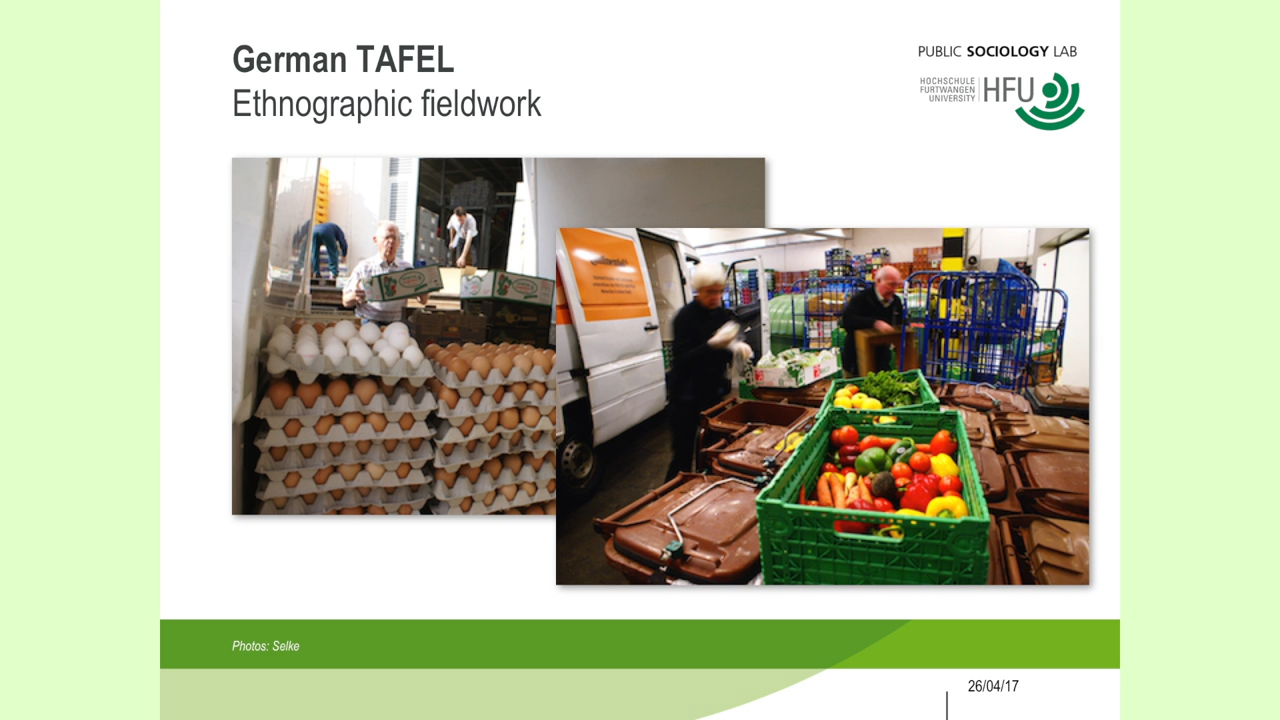 German TAFEL
Ethnographic fieldwork
PUBLIC SOCIOLOGY LAB
HOCHSCHULE
FURTWANGEN
UNIVERSITY
HFU
Photos: Selke
26/04/17